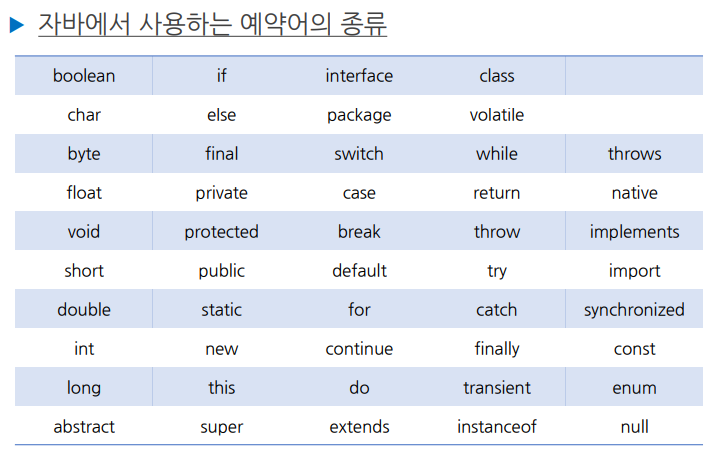 ▶ 자바에서 사용하는 예약어의 종류
boolean if interface class
char else package volatile
byte final switch while throws
float private case return native
void protected break throw implements
short public default try import
double static for catch synchronized
int new continue finally const
long this do transient enum
abstract super extends instanceof null